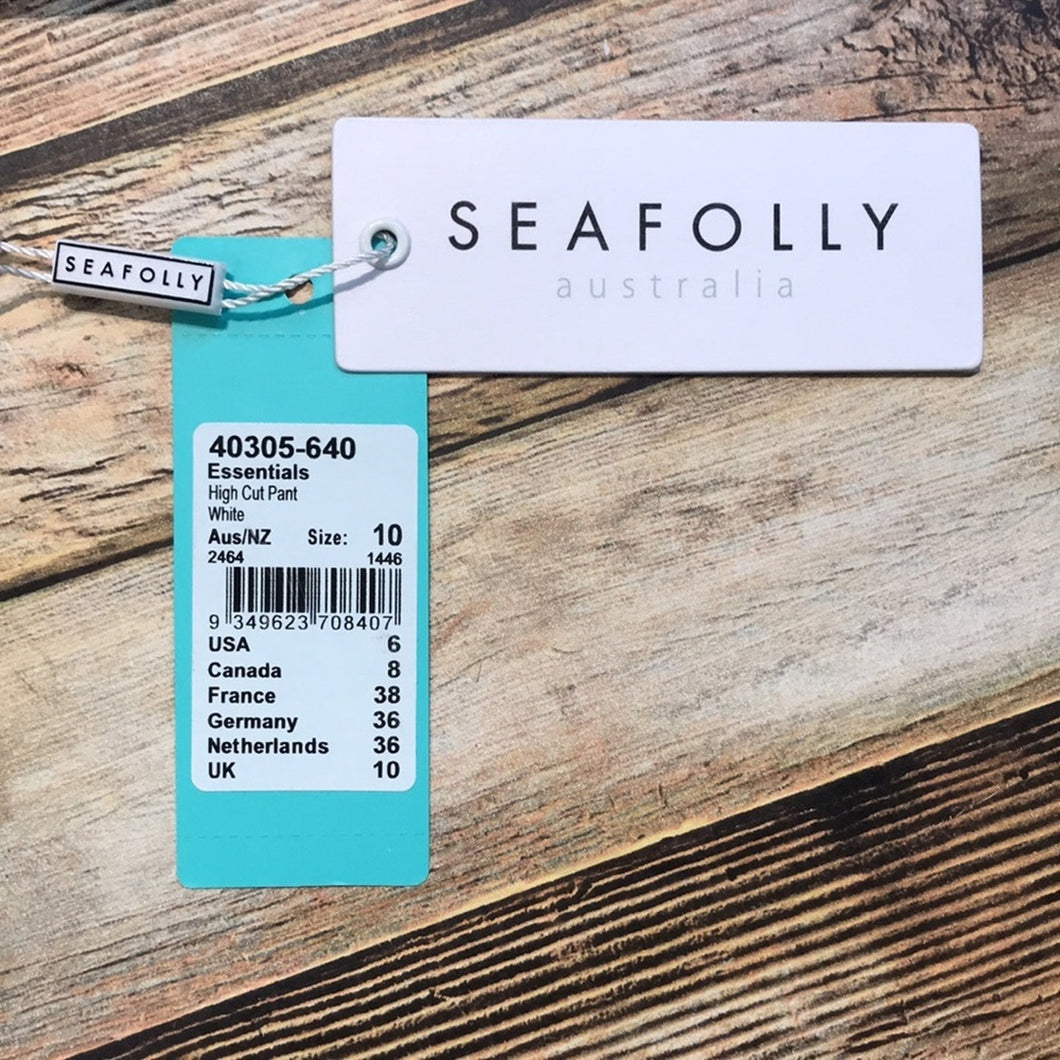 SEAFOLLY
australia
SEAFOLLY
40305-640
Essentials
High Cut Pant
White
Aus/NZ Size: 10
2464 1446
9 349623 708407
USA 6
Canada 8
France 38
Germany 36
Netherlands 36
UK 10